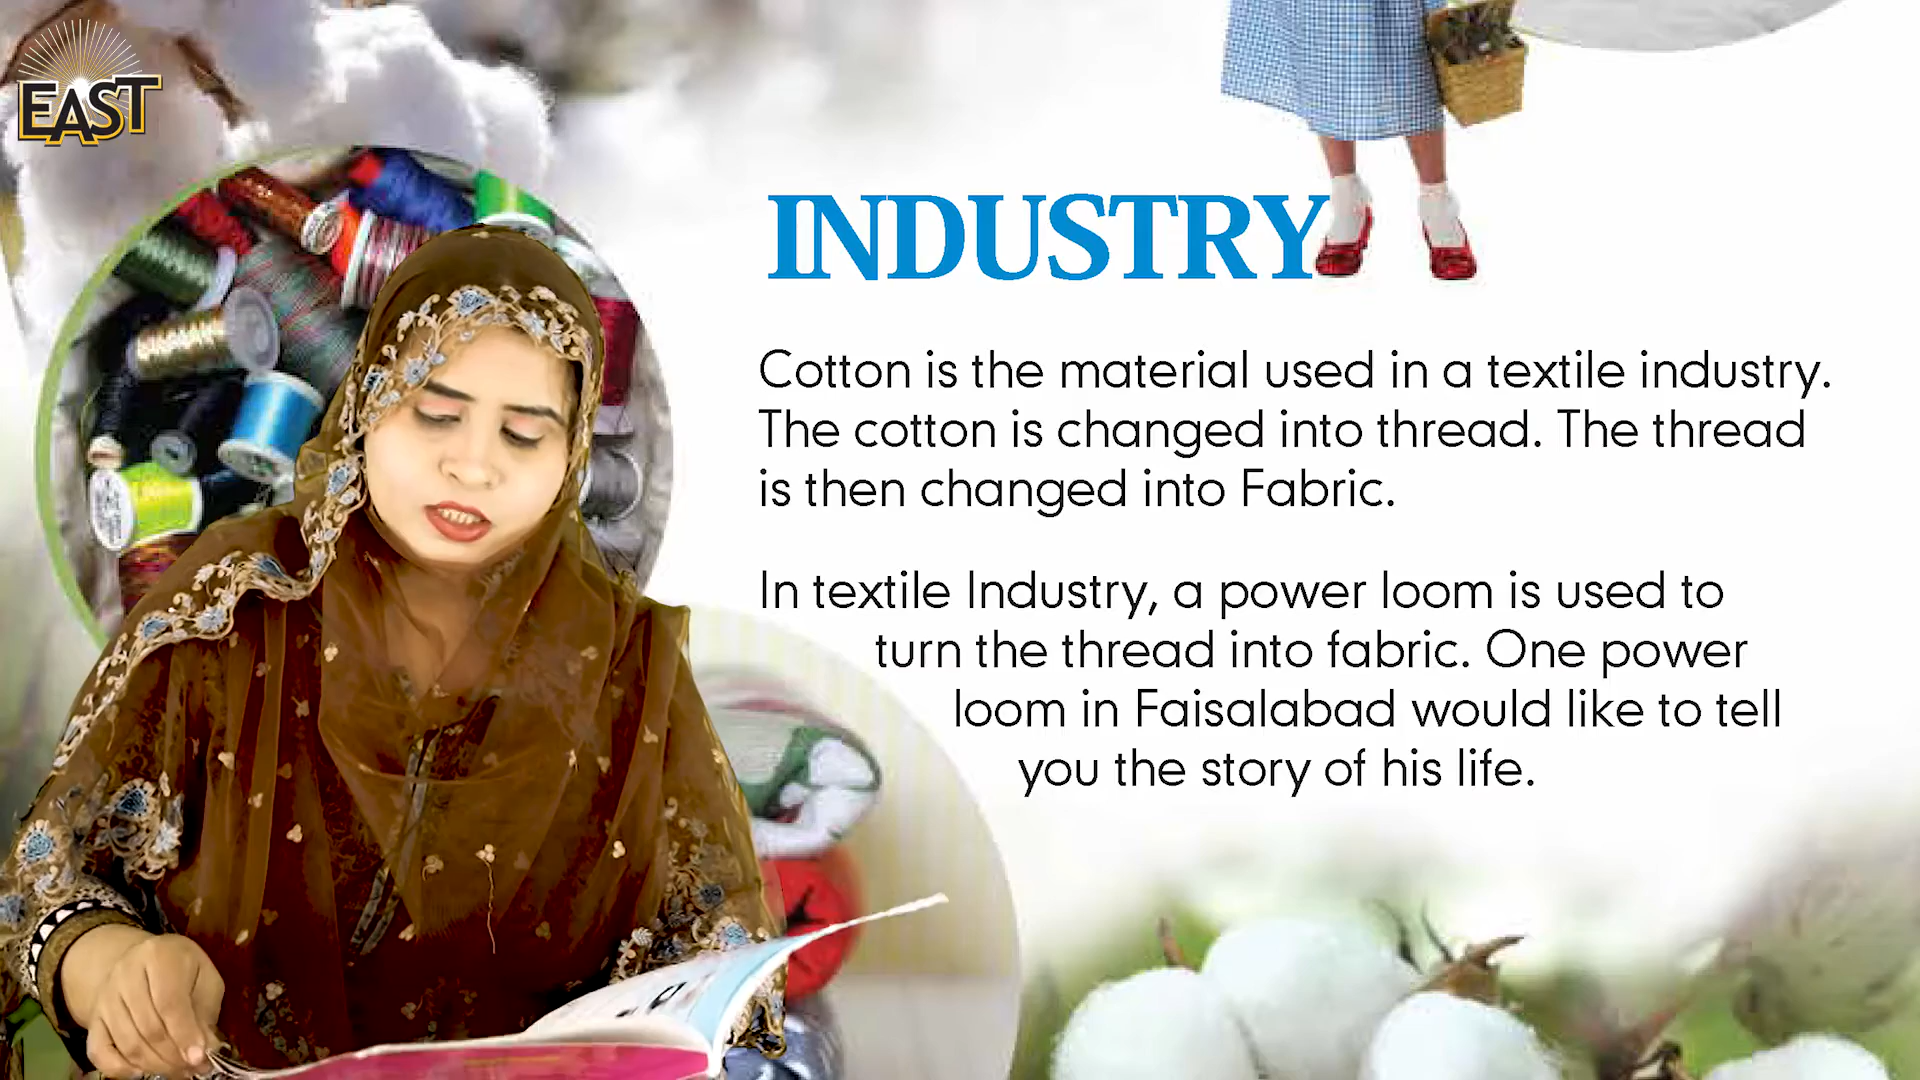 EAST
INDUSTRY
Cotton is the material used in a textile industry.
The cotton is changed into thread. The thread
is then changed into Fabric.
In textile Industry, a power loom is used to
turn the thread into fabric. One power
loom in Faisalabad would like to tell
you the story of his life.